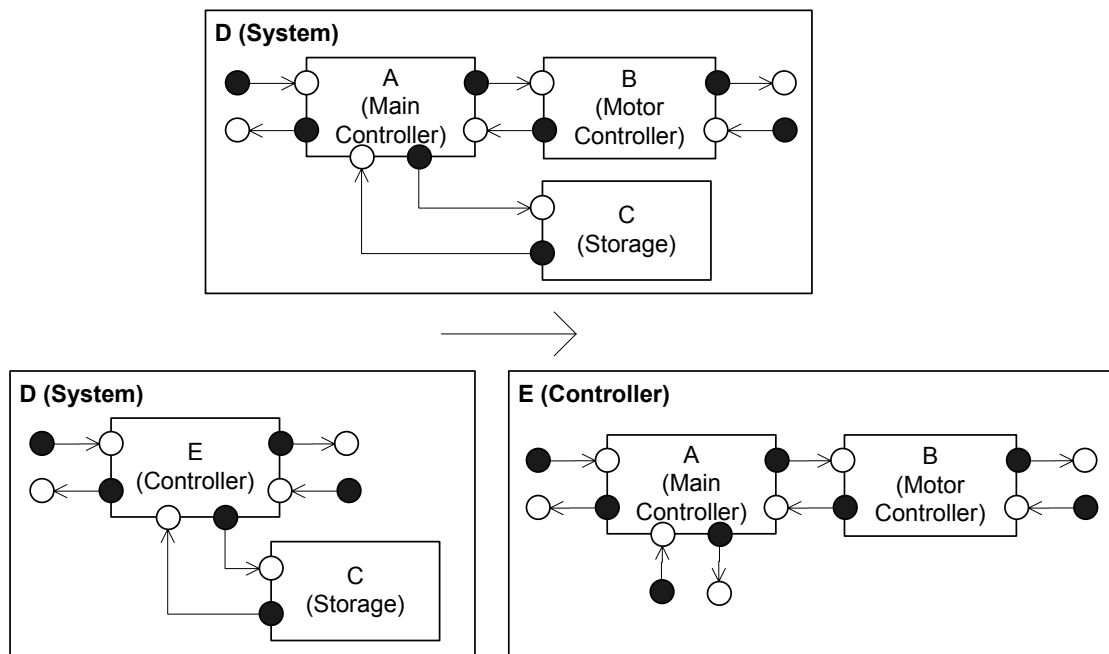 D (System)
A
(Main
Controller)
B
(Motor
Controller)
C
(Storage)
D (System)
E
(Controller)
C
(Storage)
E (Controller)
A
(Main
Controller)
B
(Motor
Controller)